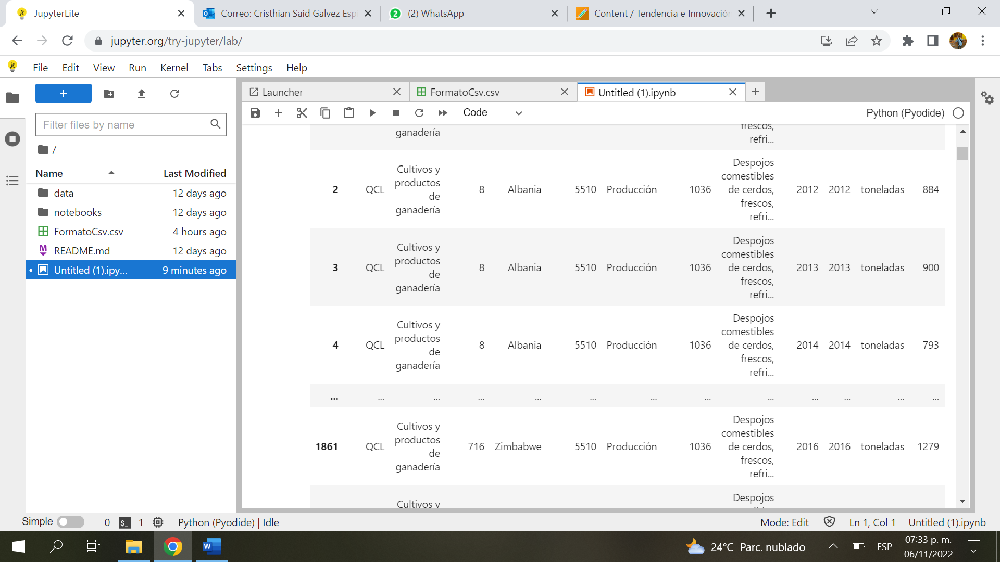 JupyterLite
Correo: Cristhian Said Galvez Esp
(2) WhatsApp
Content / Tendencia e Innovación
jupyter.org/try-jupyter/lab/
File Edit View Run Kernel Tabs Settings Help
Launcher
FormatoCsv.csv
Untitled (1).ipynb
Code
Python (Pyodide)
Filter files by name
/
Name Last Modified
data 12 days ago
notebooks 12 days ago
FormatoCsv.csv 4 hours ago
README.md 12 days ago
Untitled (1).ipy... 9 minutes ago
ganadería
frescos,
refri...
2 QCL Cultivos y productos de ganadería 8 Albania 5510 Producción 1036 Despojos comestibles de cerdos, frescos, refri... 2012 2012 toneladas 884
3 QCL Cultivos y productos de ganadería 8 Albania 5510 Producción 1036 Despojos comestibles de cerdos, frescos, refri... 2013 2013 toneladas 900
4 QCL Cultivos y productos de ganadería 8 Albania 5510 Producción 1036 Despojos comestibles de cerdos, frescos, refri... 2014 2014 toneladas 793
... ... ... ... ... ... ... ... ... ... ... ... ...
1861 QCL Cultivos y productos de ganadería 716 Zimbabwe 5510 Producción 1036 Despojos comestibles de cerdos, frescos, refri... 2016 2016 toneladas 1279
Cultivos y
Despojos
Simple 0 1 Python (Pyodide) | Idle
Mode: Edit Ln 1, Col 1 Untitled (1).ipynb
24°C Parc. nublado
ESP
07:33 p. m.
06/11/2022